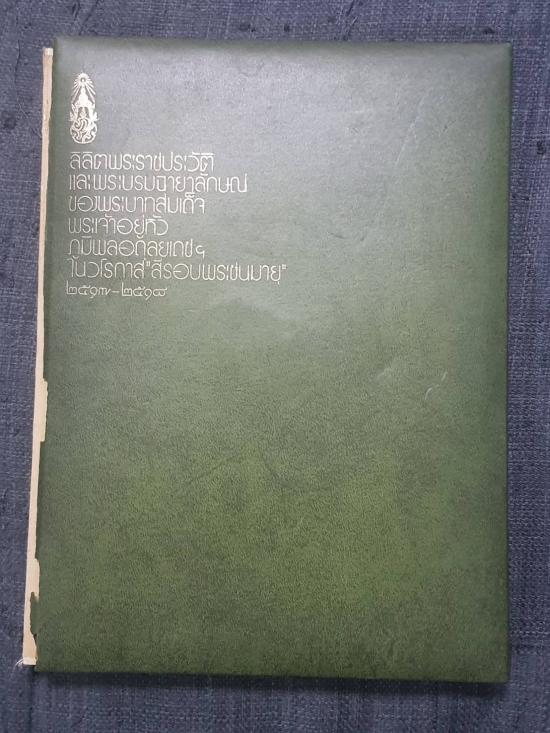 ลิลิตพระราชประวัติ
และพระบรมฉายาลักษณ์
ของพระบาทสมเด็จ
พระเจ้าอยู่หัว
ภูมิพลอดุลยเดชฯ
ในวโรกาส"สี่รอบพระชนมายุ"
๒๕๑๗-๒๕๑๘